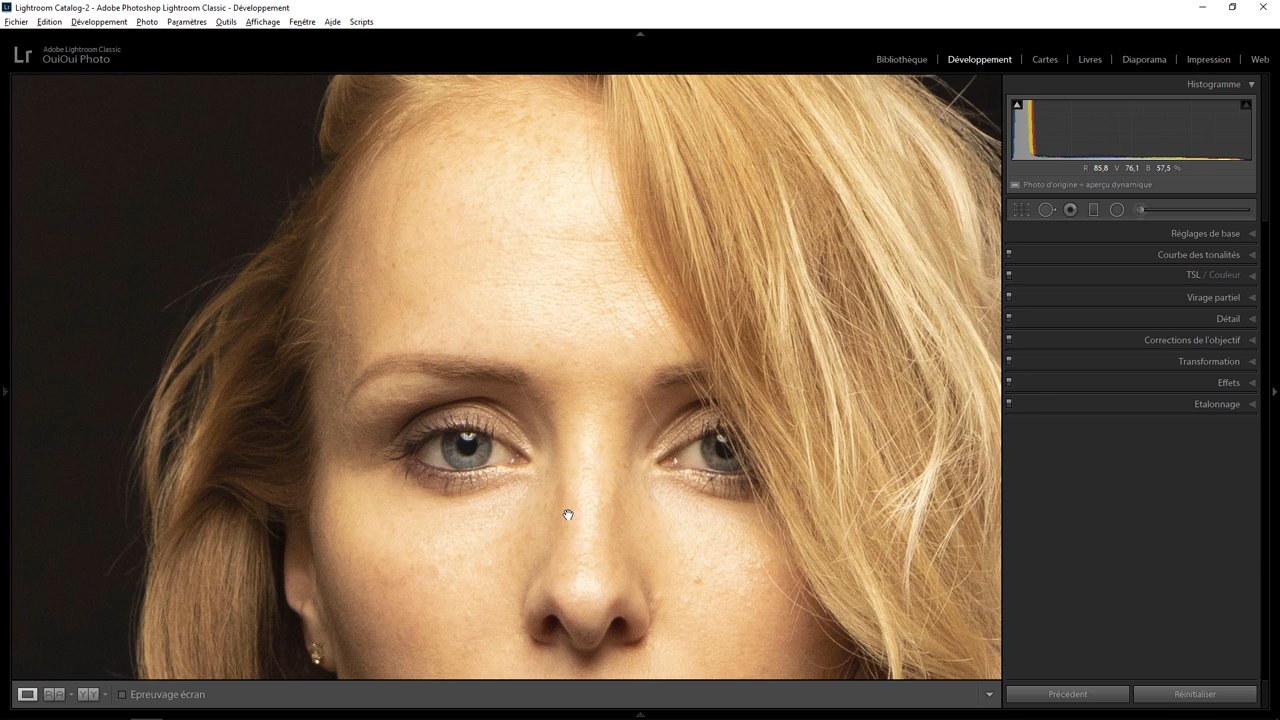 Lightroom Catalog-2 - Adobe Photoshop Lightroom Classic - Développement
Fichier Edition Développement Photo Paramètres Outils Affichage Fenêtre Aide Scripts
Lr Adobe Lightroom Classic
OuiOui Photo
Bibliothèque | Développement | Cartes | Livres | Diaporama | Impression | Web
Histogramme
R 85,8 V 76,1 B 57,5 %
Photo d'origine + aperçu dynamique
Réglages de base
Courbe des tonalités
TSL / Couleur
Virage partiel
Détail
Corrections de l'objectif
Transformation
Effets
Etalonnage
Epreuvage écran
Précédent Réinitialiser